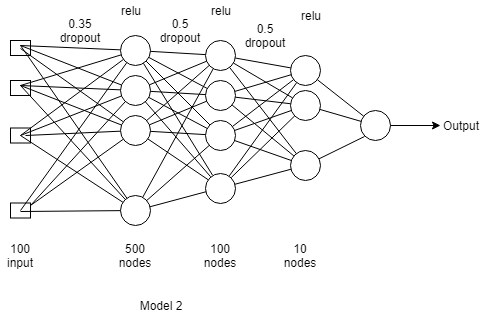 relu
relu
relu
0.35
dropout
0.5
dropout
0.5
dropout
Output
100
input
500
nodes
100
nodes
10
nodes
Model 2